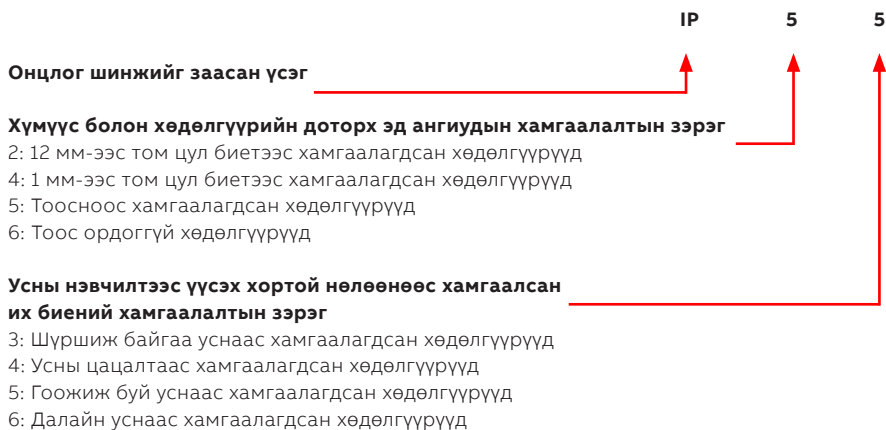 IP 5 5
Онцлог шинжийг заасан үсэг
Хүмүүс болон хөдөлгүүрийн доторх эд ангиудын хамгаалалтын зэрэг
2: 12 мм-ээс том цул биетээс хамгаалагдсан хөдөлгүүрүүд
4: 1 мм-ээс том цул биетээс хамгаалагдсан хөдөлгүүрүүд
5: Тоосноос хамгаалагдсан хөдөлгүүрүүд
6: Тоос ордоггүй хөдөлгүүрүүд
Усны нэвчилтээс үүсэх хортой нөлөөнөөс хамгаалсан
их биений хамгаалалтын зэрэг
3: Шүршиж байгаа уснаас хамгаалагдсан хөдөлгүүрүүд
4: Усны цацалтаас хамгаалагдсан хөдөлгүүрүүд
5: Гоожиж буй уснаас хамгаалагдсан хөдөлгүүрүүд
6: Далайн уснаас хамгаалагдсан хөдөлгүүрүүд